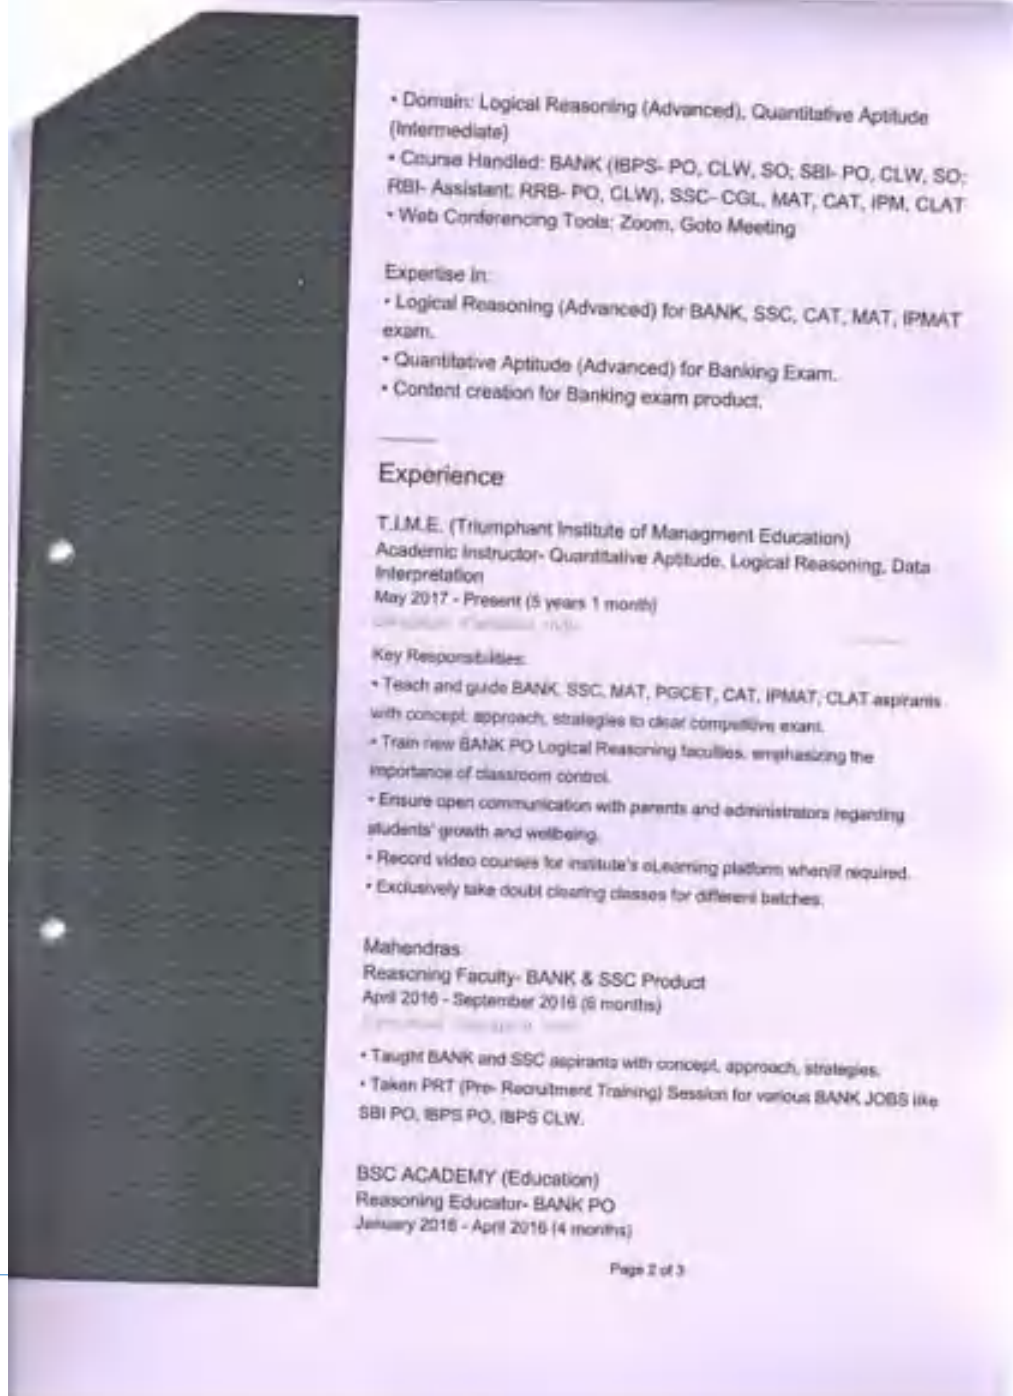 • Domain: Logical Reasoning (Advanced), Quantitative Aptitude
(Intermediate)
• Course Handled: BANK (IBPS- PO, CLW, SO; SBI- PO, CLW, SO;
RBI- Assistant; RRB- PO, CLW), SSC- CGL, MAT, CAT, IPM, CLAT
• Web Conferencing Tools: Zoom, Goto Meeting
Expertise in:
• Logical Reasoning (Advanced) for BANK, SSC, CAT, MAT, IPMAT
exam.
• Quantitative Aptitude (Advanced) for Banking Exam.
• Content creation for Banking exam product.
Experience
T.I.M.E. (Triumphant Institute of Managment Education)
Academic Instructor- Quantitative Aptitude, Logical Reasoning, Data
Interpretation
May 2017 - Present (5 years 1 month)
Key Responsibilities:
• Teach and guide BANK, SSC, MAT, PGCET, CAT, IPMAT, CLAT aspirants
with concept, approach, strategies to clear competitive exam.
• Train new BANK PO Logical Reasoning faculties, emphasizing the
importance of classroom control.
• Ensure open communication with parents and administrators regarding
students' growth and wellbeing.
• Record video courses for institute's eLearning platform when/if required.
• Exclusively take doubt clearing classes for different batches.
Mahendras
Reasoning Faculty- BANK & SSC Product
April 2016 - September 2016 (6 months)
• Taught BANK and SSC aspirants with concept, approach, strategies.
• Taken PRT (Pre- Recruitment Training) Session for various BANK JOBS like
SBI PO, IBPS PO, IBPS CLW.
BSC ACADEMY (Education)
Reasoning Educator- BANK PO
January 2016 - April 2016 (4 months)
Page 2 of 3